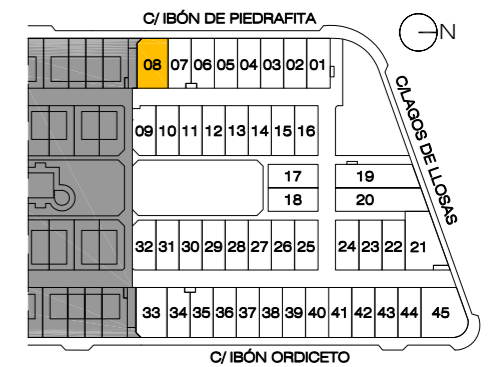 C/ IBÓN DE PIEDRAFITA
N
08 07 06 05 04 03 02 01
C/LAGOS DE LLOSAS
09 10 11 12 13 14 15 16
17 19
18 20
32 31 30 29 28 27 26 25 24 23 22 21
33 34 35 36 37 38 39 40 41 42 43 44 45
C/ IBÓN ORDICETO